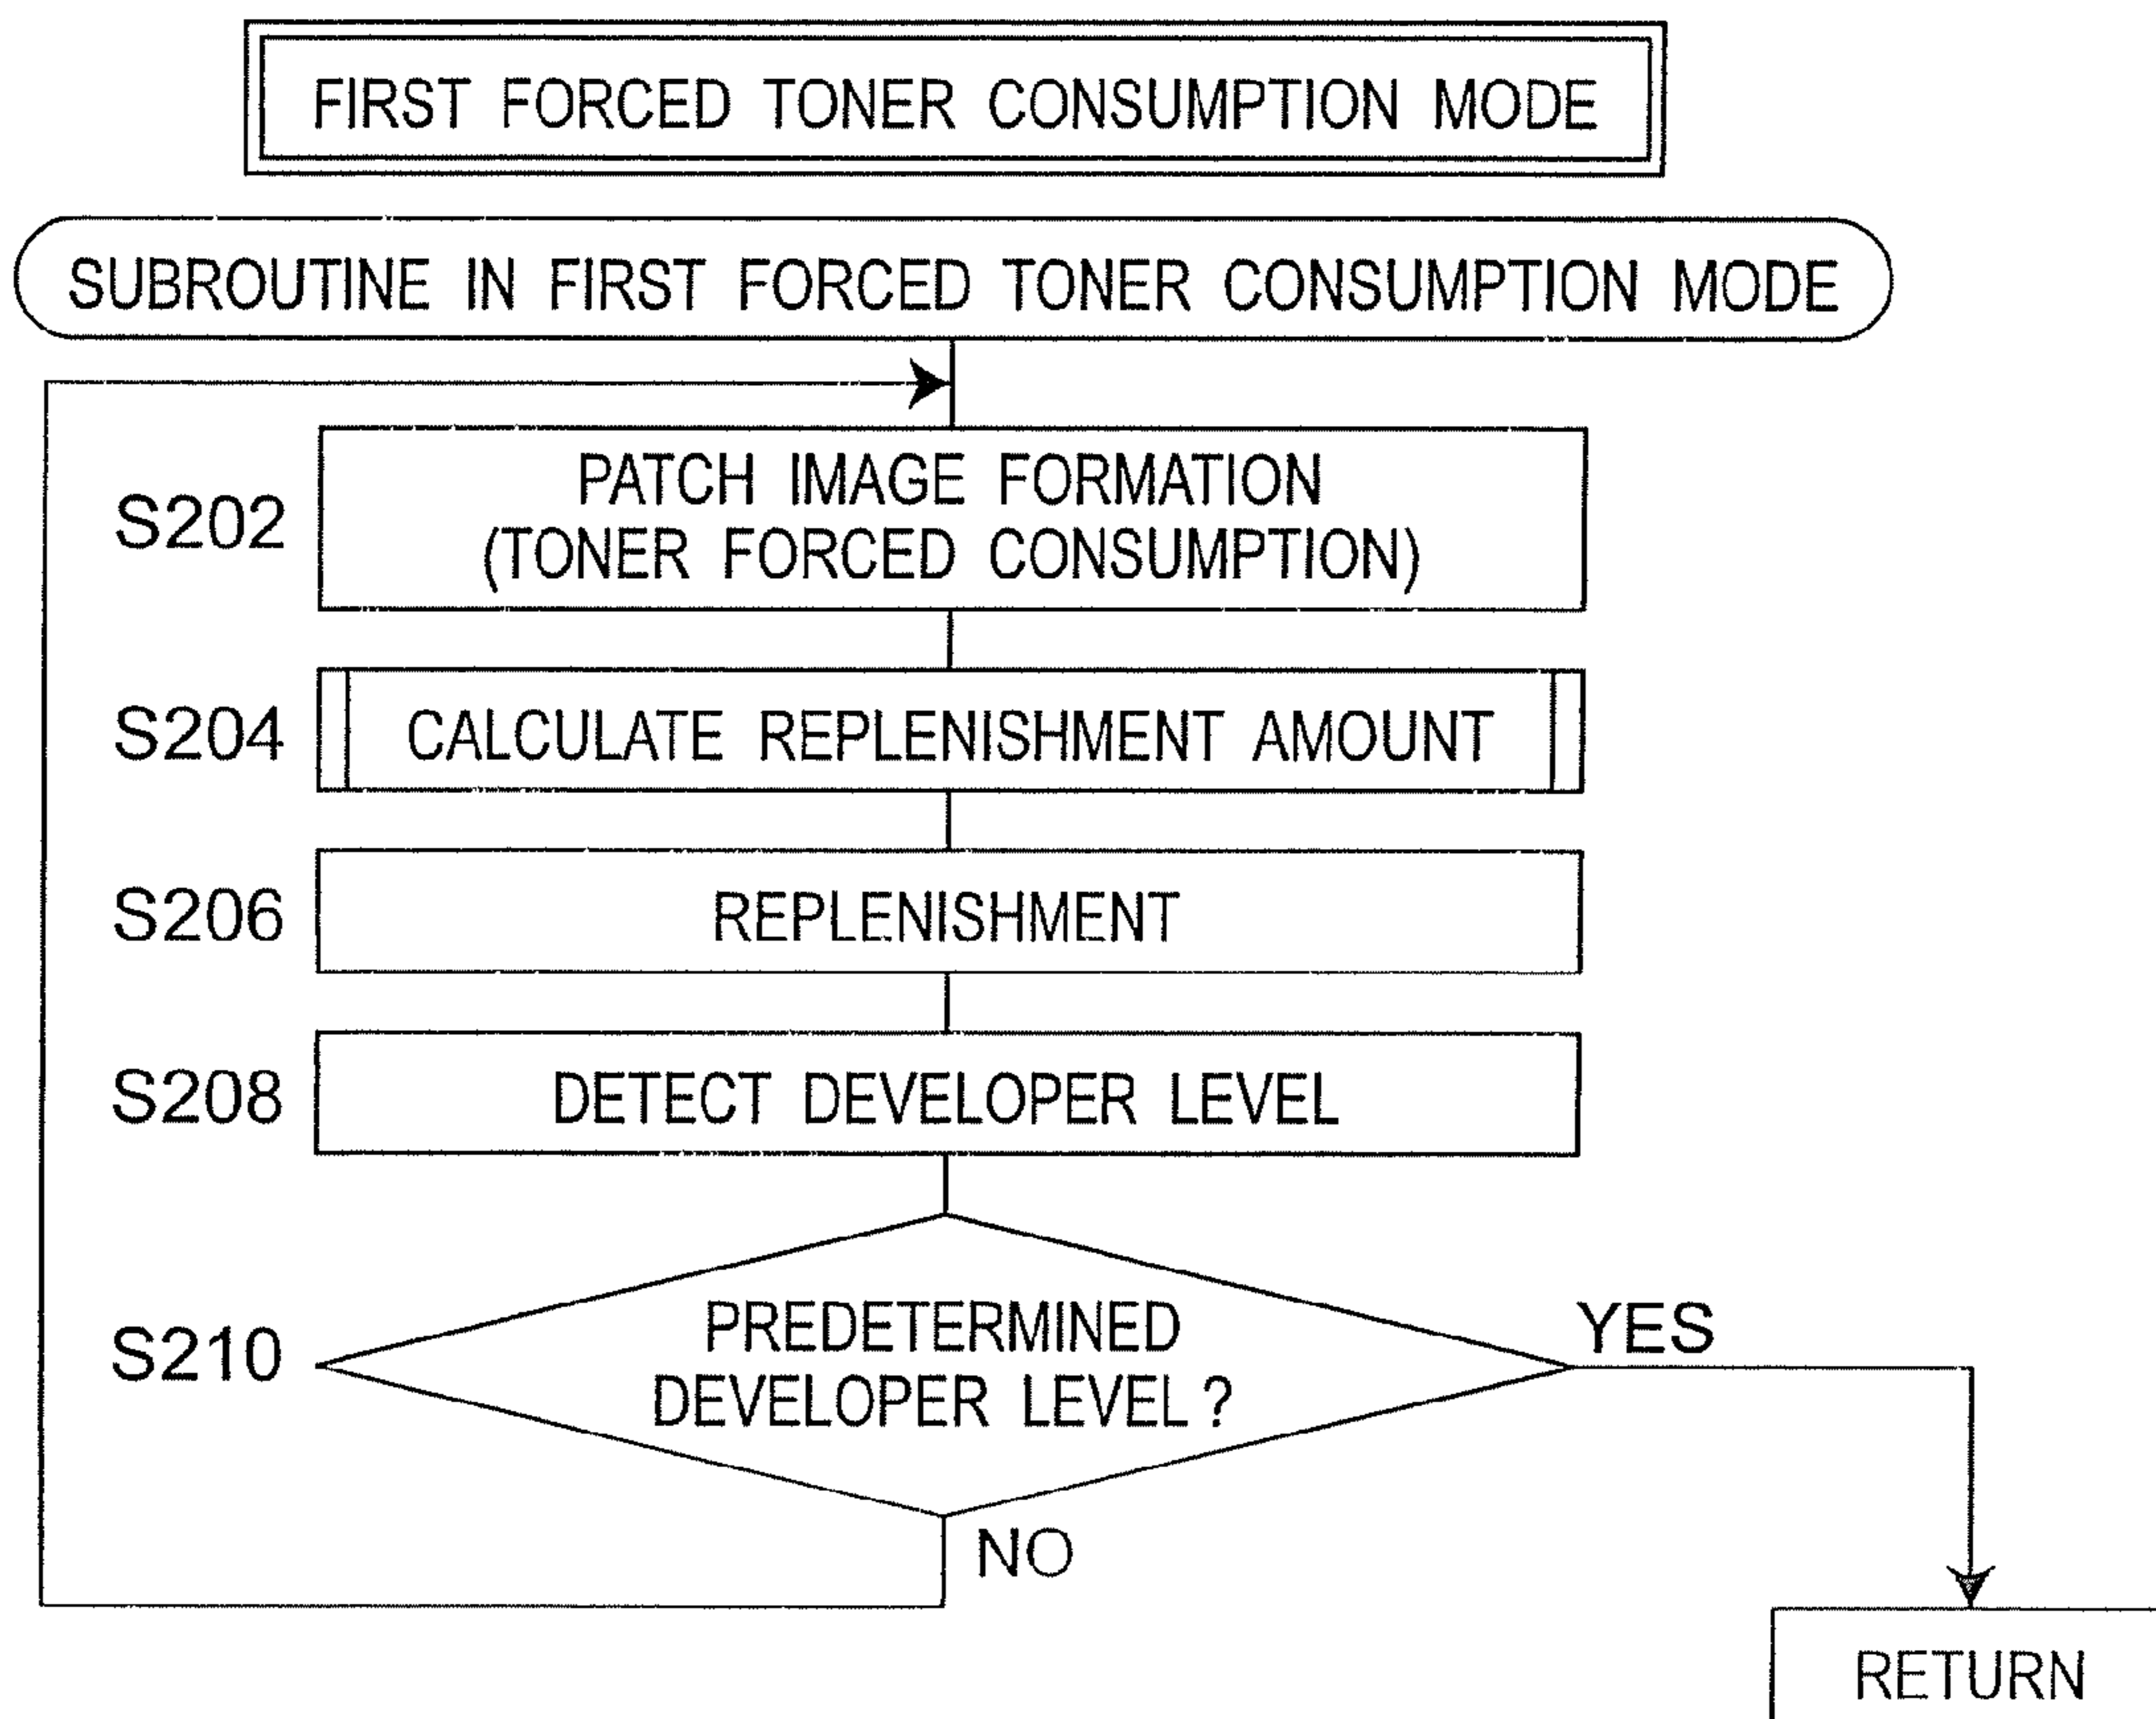 FIRST FORCED TONER CONSUMPTION MODE
SUBROUTINE IN FIRST FORCED TONER CONSUMPTION MODE
S202
PATCH IMAGE FORMATION
(TONER FORCED CONSUMPTION)
S204
CALCULATE REPLENISHMENT AMOUNT
S206
REPLENISHMENT
S208
DETECT DEVELOPER LEVEL
S210
PREDETERMINED
DEVELOPER LEVEL ?
YES
NO
RETURN